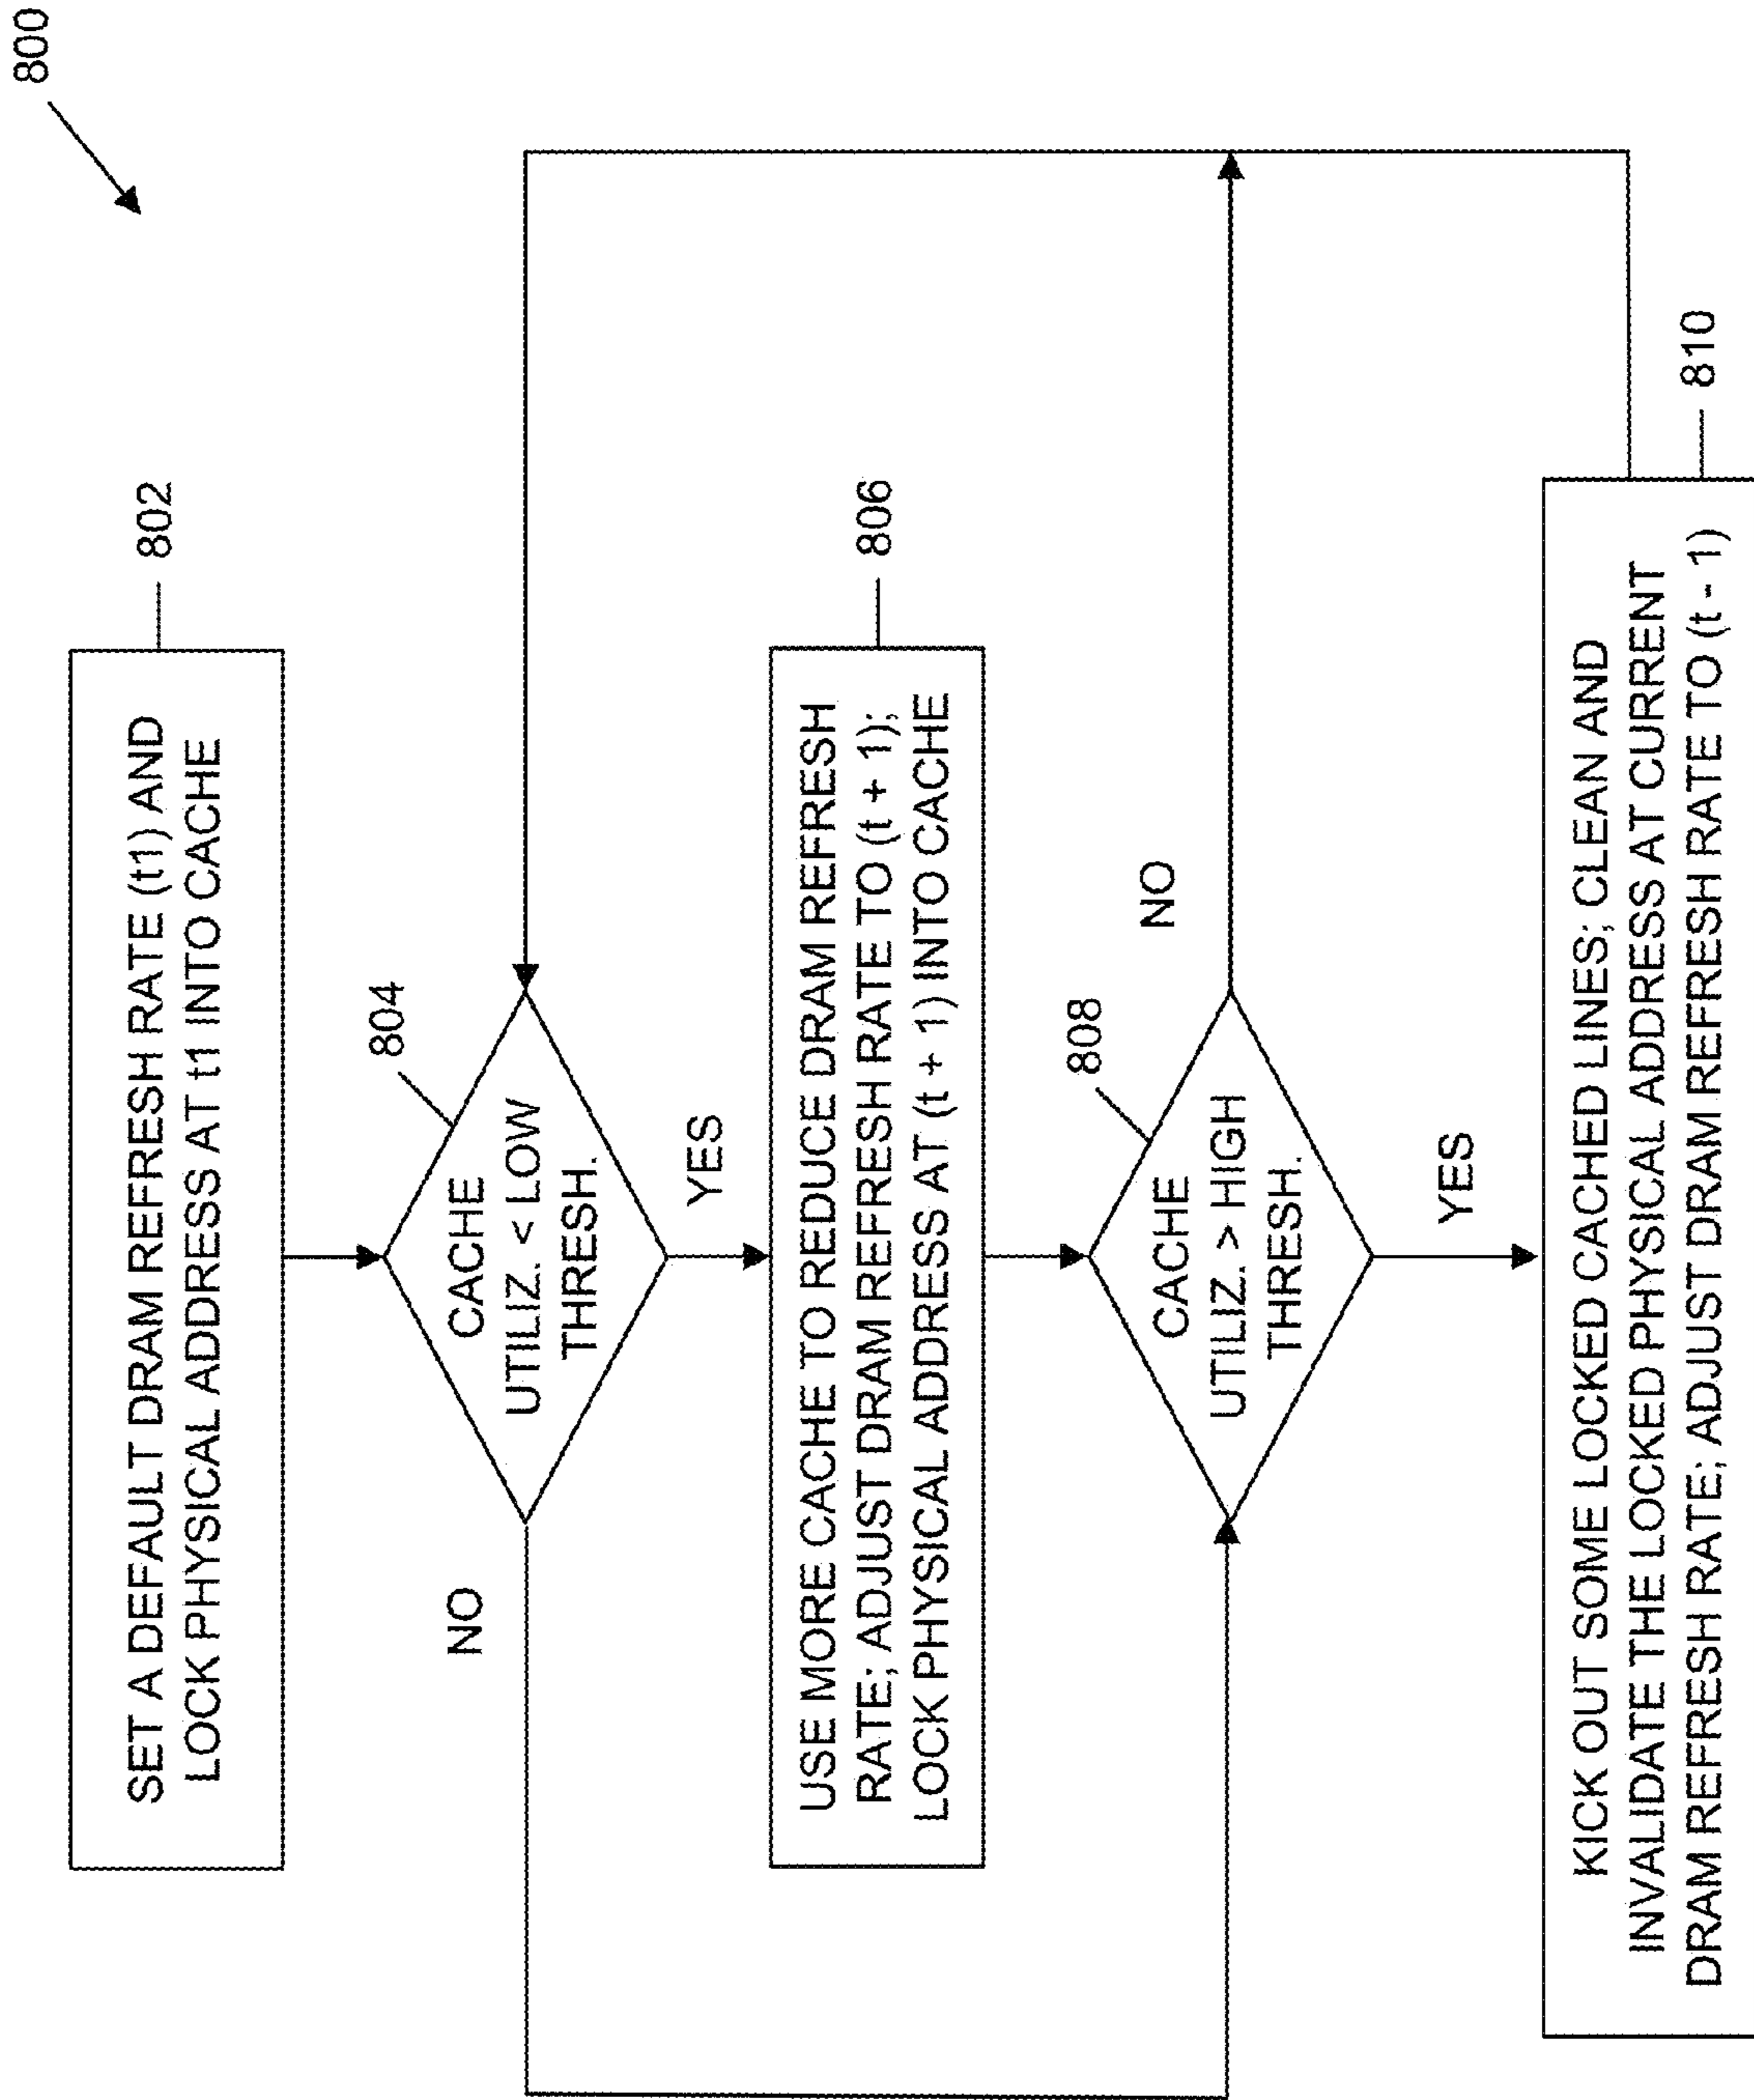 800
SET A DEFAULT DRAM REFRESH RATE (t1) AND
LOCK PHYSICAL ADDRESS AT t1 INTO CACHE
802
804
CACHE
UTILIZ. < LOW
THRESH.
NO
YES
USE MORE CACHE TO REDUCE DRAM REFRESH
RATE; ADJUST DRAM REFRESH RATE TO (t + 1);
LOCK PHYSICAL ADDRESS AT (t + 1) INTO CACHE
806
808
CACHE
UTILIZ. > HIGH
THRESH.
NO
YES
KICK OUT SOME LOCKED CACHED LINES; CLEAN AND
INVALIDATE THE LOCKED PHYSICAL ADDRESS AT CURRENT
DRAM REFRESH RATE; ADJUST DRAM REFRESH RATE TO (t - 1)
810